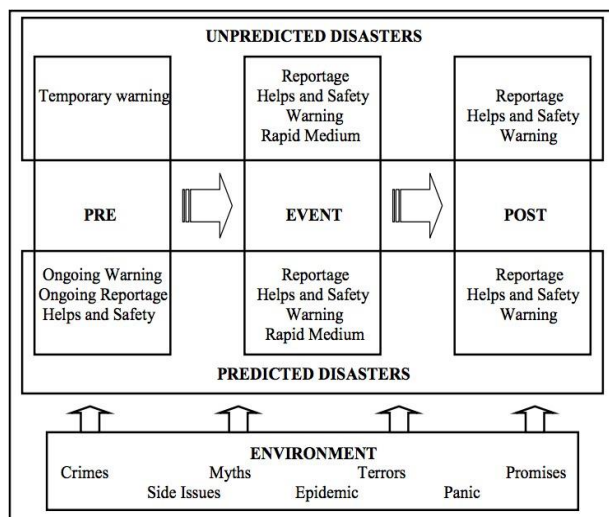 UNPREDICTED DISASTERS
Temporary warning
Reportage
Helps and Safety
Warning
Rapid Medium
Reportage
Helps and Safety
Warning
PRE
EVENT
POST
Ongoing Warning
Ongoing Reportage
Helps and Safety
Reportage
Helps and Safety
Warning
Rapid Medium
Reportage
Helps and Safety
Warning
PREDICTED DISASTERS
ENVIRONMENT
Crimes Myths Terrors Promises
Side Issues Epidemic Panic